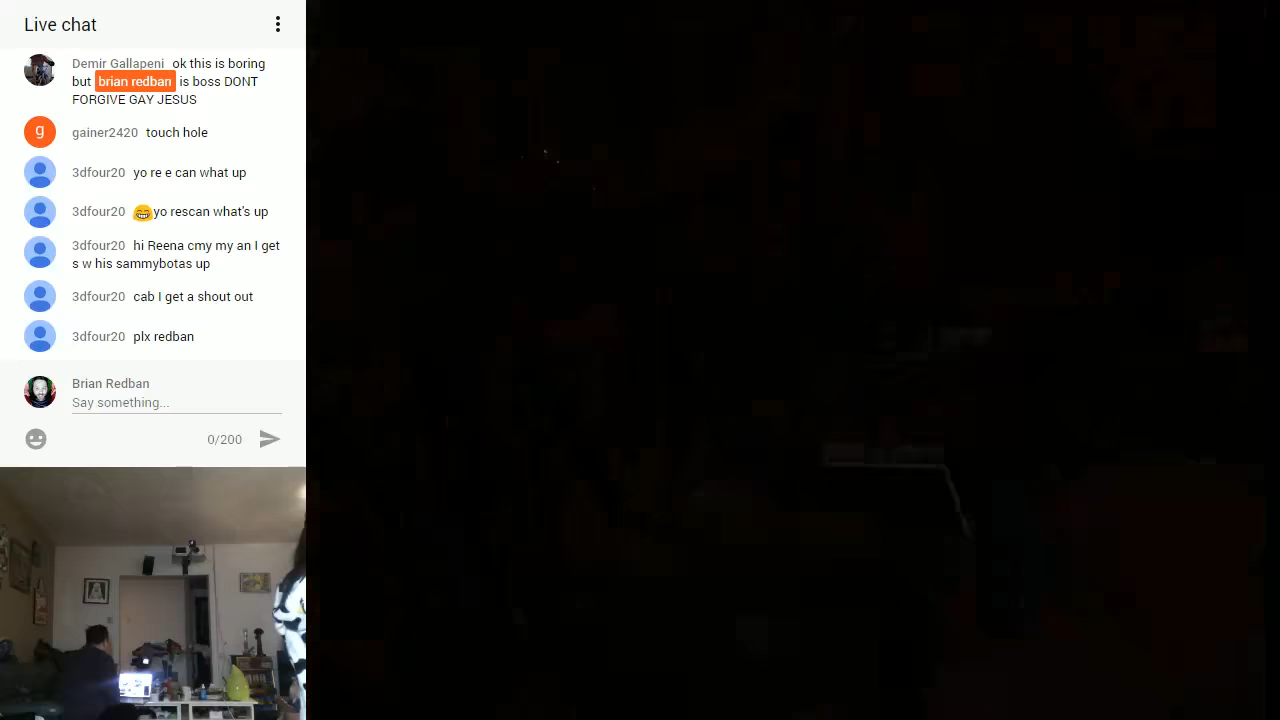 Live chat
Demir Gallapeni ok this is boring
but brian redban is boss DONT
FORGIVE GAY JESUS
g
gainer2420 touch hole
3dfour20 yo re e can what up
3dfour20 😁yo rescan what's up
3dfour20 hi Reena cmy my an I get
s w his sammybotas up
3dfour20 cab I get a shout out
3dfour20 plx redban
Brian Redban
Say something...
0/200